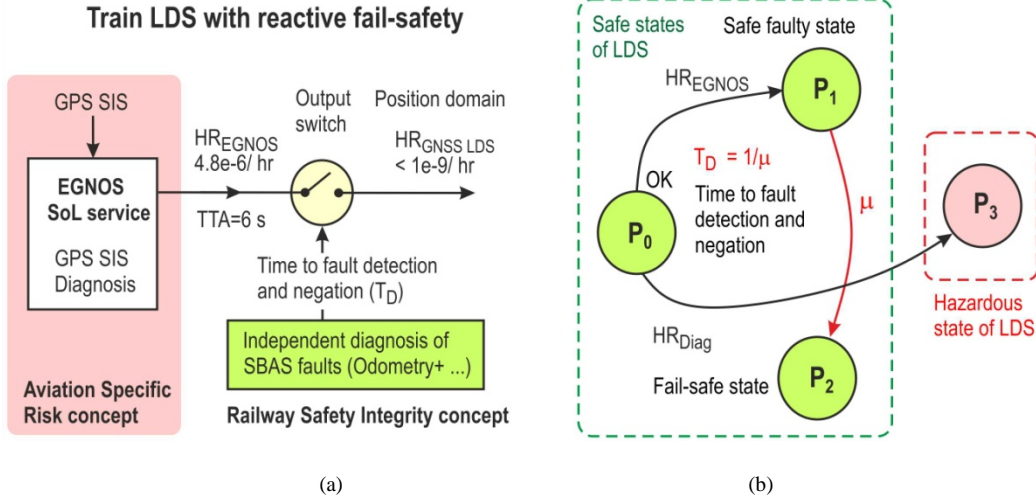 Train LDS with reactive fail-safety
GPS SIS
EGNOS
SoL service
GPS SIS
Diagnosis
Aviation Specific
Risk concept
HR_EGNOS
4.8e-6/ hr
TTA=6 s
Output
switch
Position domain
HR_GNSS LDS
< 1e-9/ hr
Time to fault detection
and negation (T_D)
Independent diagnosis of
SBAS faults (Odometry+ ...)
Railway Safety Integrity concept
(a)
Safe states
of LDS
Safe faulty state
HR_EGNOS
P_1
T_D = 1/μ
OK
Time to fault
detection and
negation
μ
P_0
P_3
HR_Diag
Hazardous
state of LDS
Fail-safe state
P_2
(b)